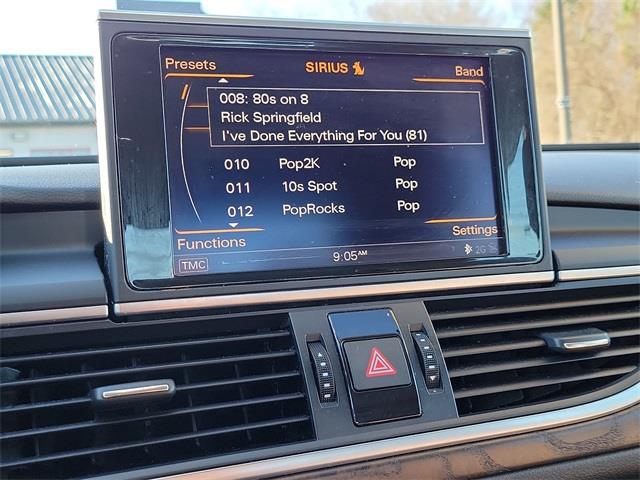 Presets SIRIUS Band
008: 80s on 8
Rick Springfield
I've Done Everything For You (81)
010 Pop2K Pop
011 10s Spot Pop
012 PopRocks Pop
Functions Settings
TMC 9:05AM 2G